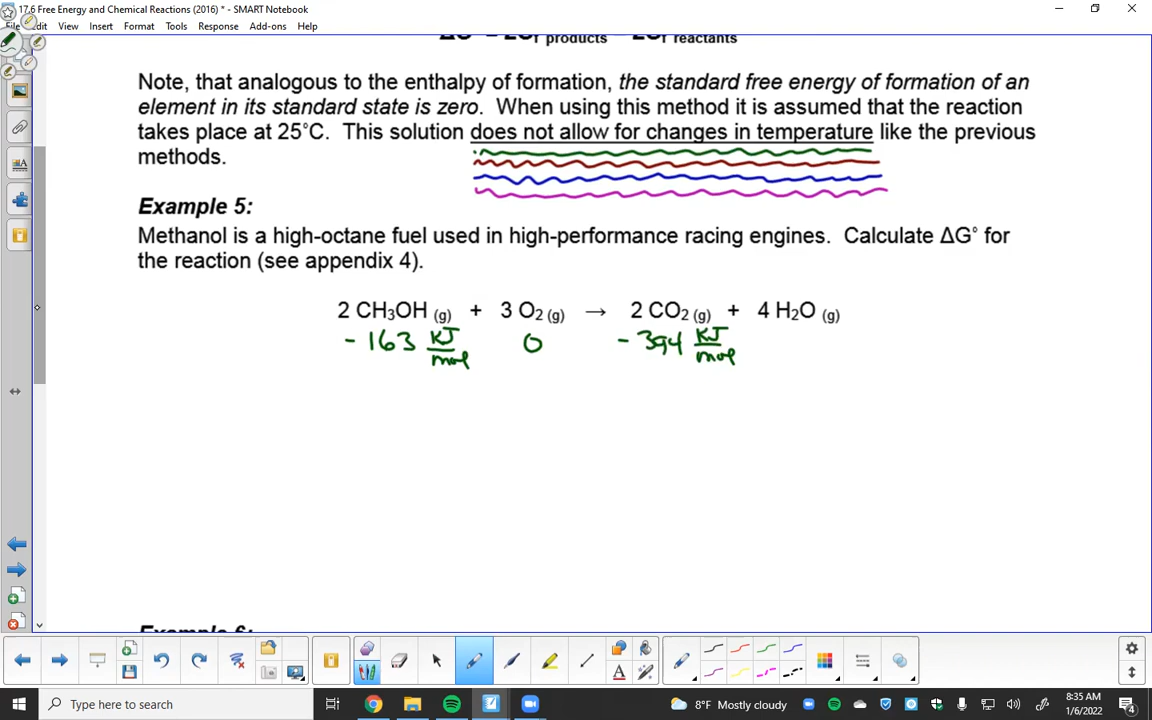 17.6 Free Energy and Chemical Reactions (2016) * - SMART Notebook
File Edit View Insert Format Tools Window Add-ons Help
products reactants
Note, that analogous to the enthalpy of formation, the standard free energy of formation of an
element in its standard state is zero. When using this method it is assumed that the reaction
takes place at 25°C. This solution does not allow for changes in temperature like the previous
methods.
Example 5:
Methanol is a high-octane fuel used in high-performance racing engines. Calculate ΔG° for
the reaction (see appendix 4).
2 CH₃OH (g) + 3 O₂ (g) → 2 CO₂ (g) + 4 H₂O (g)
-163 KJ/mol 0 -394 KJ/mol
Example 6:
Type here to search
8°F Mostly cloudy
8:35 AM
1/6/2022
4